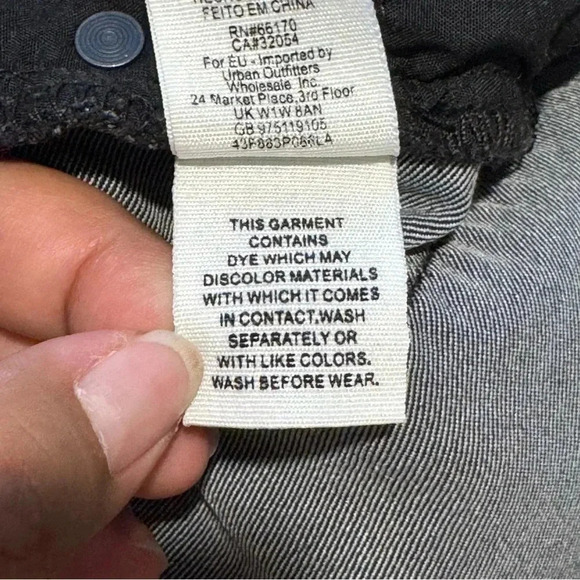 FEITO EM CHINA
RN#66170
CA#32054
For EU - Imported by
Urban Outfitters
Wholesale Inc.
24 Market Place,3rd Floor
UK W1W 8AN
GB 975119105
THIS GARMENT
CONTAINS
DYE WHICH MAY
DISCOLOR MATERIALS
WITH WHICH IT COMES
IN CONTACT.WASH
SEPARATELY OR
WITH LIKE COLORS.
WASH BEFORE WEAR.